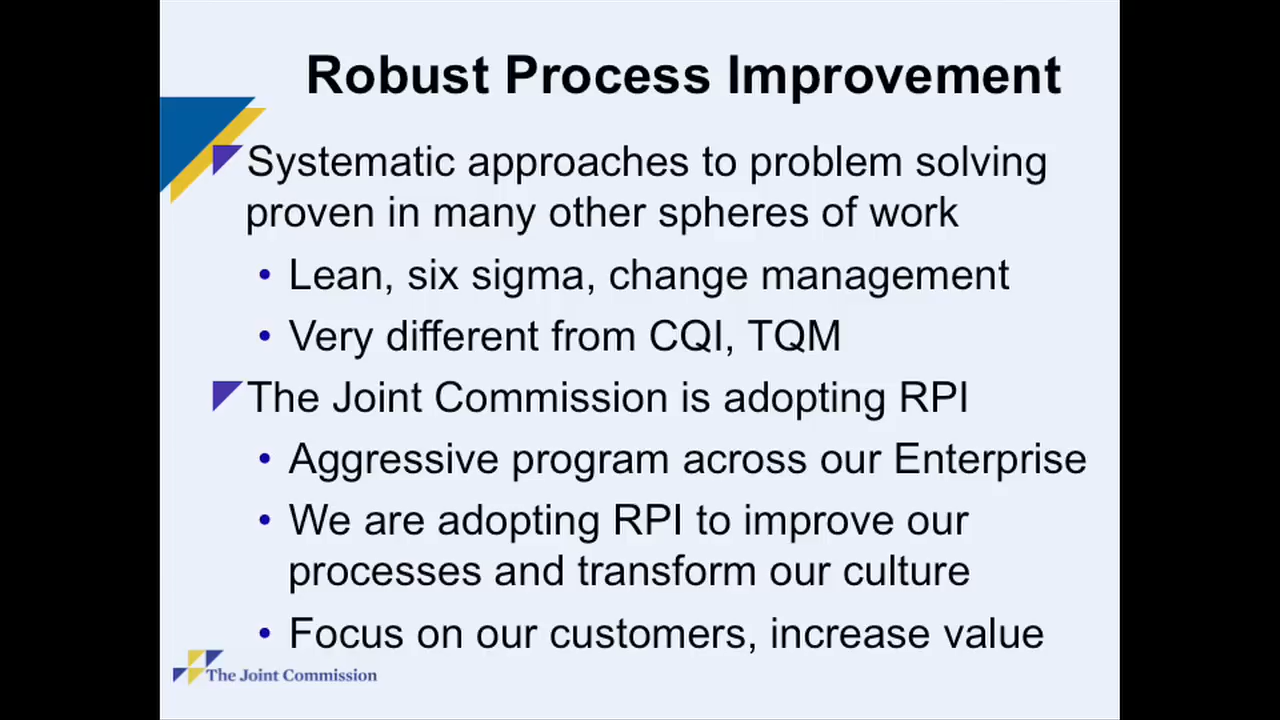 Robust Process Improvement
Systematic approaches to problem solving
proven in many other spheres of work
• Lean, six sigma, change management
• Very different from CQI, TQM
The Joint Commission is adopting RPI
• Aggressive program across our Enterprise
• We are adopting RPI to improve our
processes and transform our culture
• Focus on our customers, increase value
The Joint Commission